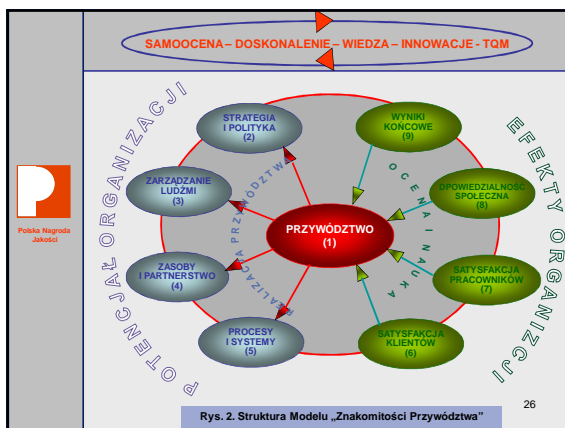 SAMOOCENA – DOSKONALENIE – WIEDZA – INNOWACJE - TQM
POTENCJAŁ ORGANIZACJI
EFEKTY ORGANIZCJI
STRATEGIA
I POLITYKA
(2)
WYNIKI
KOŃCOWE
(9)
ZARZĄDZANIE
LUDŹMI
(3)
DPOWIEDZIALNOŚĆ
SPOŁECZNA
(8)
REALIZACJA PRZYWÓDZTWA
OCENA I NAUKA
PRZYWÓDZTWO
(1)
Polska Nagroda
Jakości
ZASOBY
I PARTNERSTWO
(4)
SATYSFAKCJA
PRACOWNIKÓW
(7)
PROCESY
I SYSTEMY
(5)
SATYSFAKCJA
KLIENTÓW
(6)
26
Rys. 2. Struktura Modelu „Znakomitości Przywództwa”